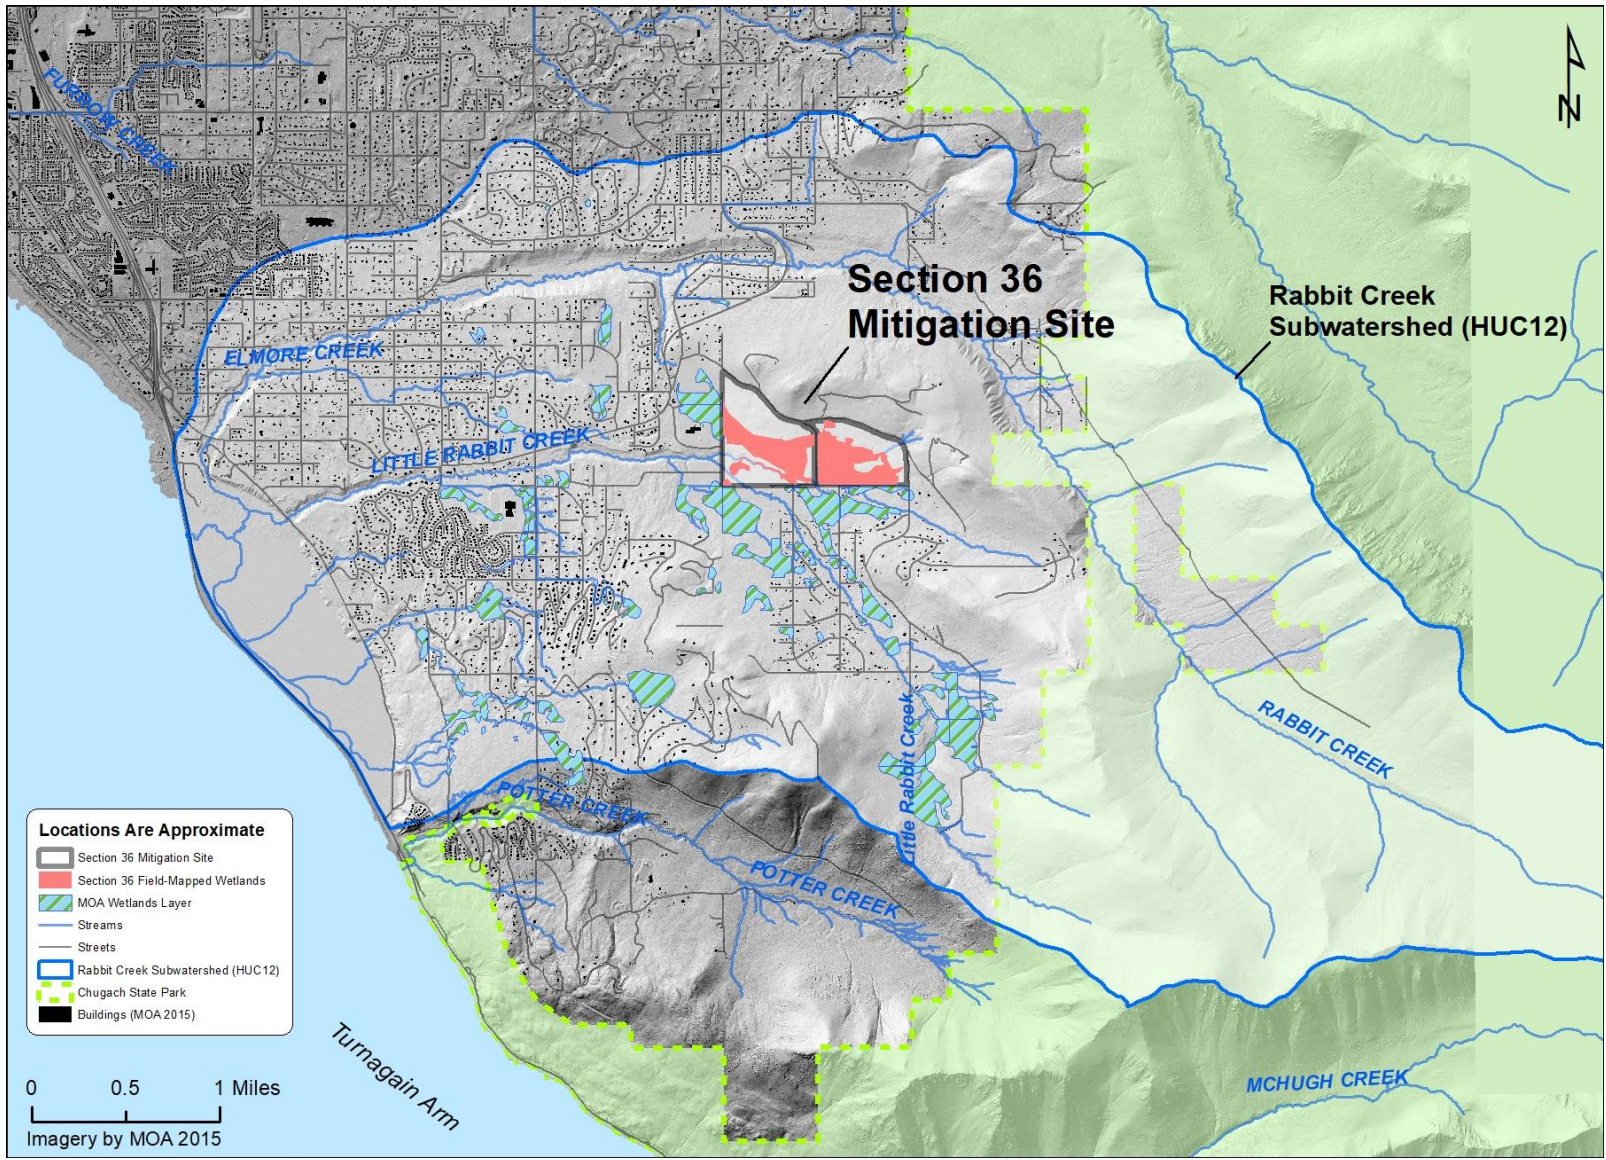 FURROW CREEK
N
Section 36
Mitigation Site
Rabbit Creek
Subwatershed (HUC12)
ELMORE CREEK
LITTLE RABBIT CREEK
Little Rabbit Creek
RABBIT CREEK
POTTER CREEK
POTTER CREEK
MCHUGH CREEK
Turnagain Arm
Locations Are Approximate
Section 36 Mitigation Site
Section 36 Field-Mapped Wetlands
MOA Wetlands Layer
Streams
Streets
Rabbit Creek Subwatershed (HUC12)
Chugach State Park
Buildings (MOA 2015)
0 0.5 1 Miles
Imagery by MOA 2015